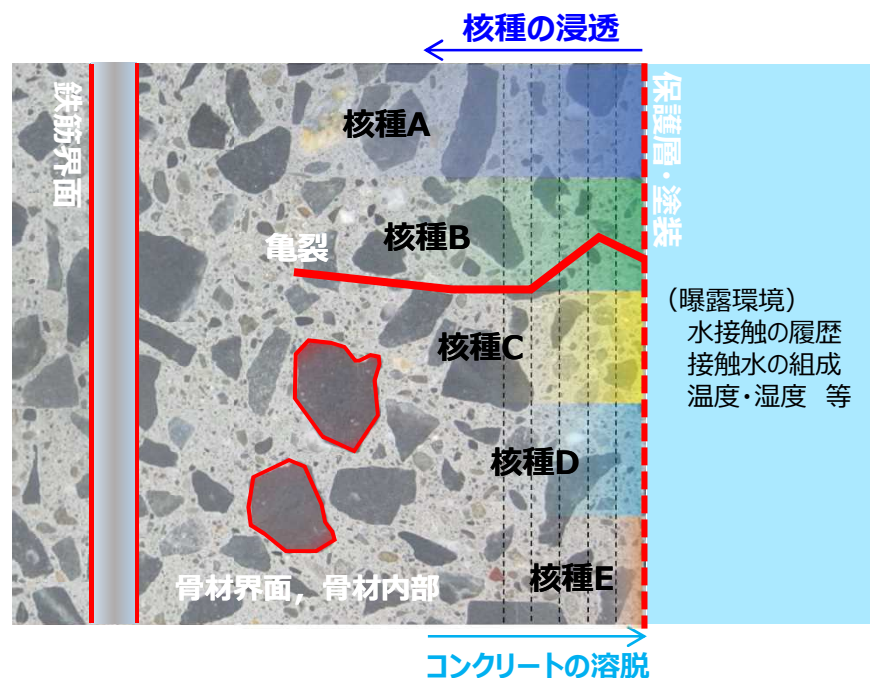 核種の浸透
鉄筋界面
核種A
保護層・塗装
核種B
亀裂
(曝露環境)
水接触の履歴
接触水の組成
温度・湿度 等
核種C
核種D
核種E
骨材界面，骨材内部
コンクリートの溶脱